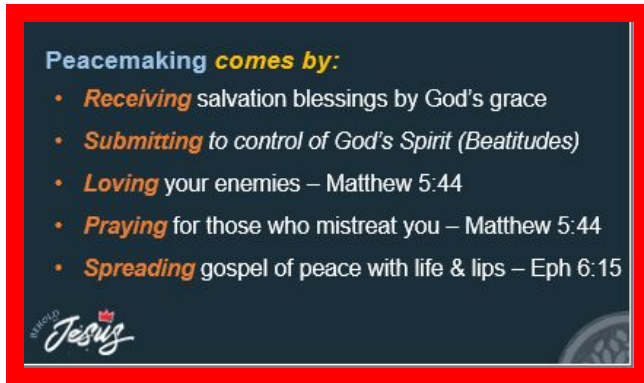 Peacemaking comes by:
• Receiving salvation blessings by God's grace
• Submitting to control of God's Spirit (Beatitudes)
• Loving your enemies – Matthew 5:44
• Praying for those who mistreat you – Matthew 5:44
• Spreading gospel of peace with life & lips – Eph 6:15
BEHOLD
Jesus